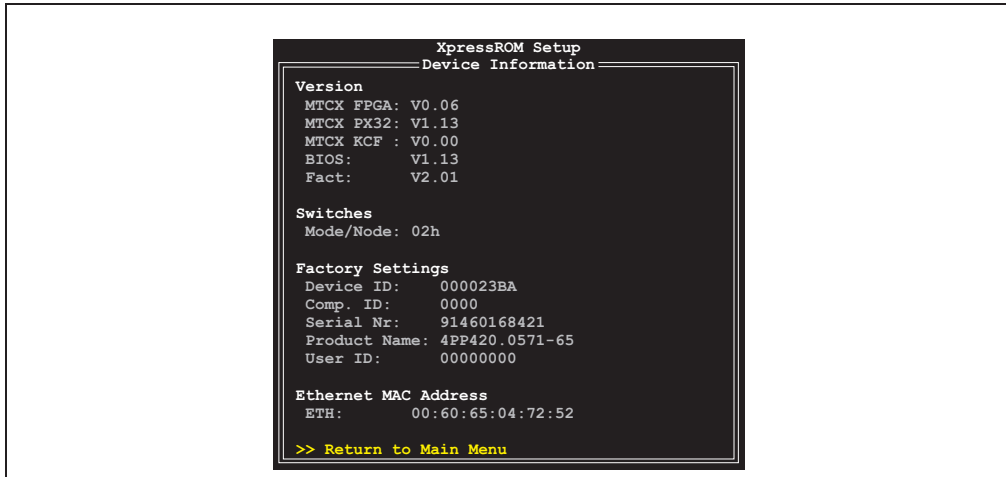 XpressROM Setup
Device Information
Version
MTCX FPGA: V0.06
MTCX PX32: V1.13
MTCX KCF : V0.00
BIOS: V1.13
Fact: V2.01
Switches
Mode/Node: 02h
Factory Settings
Device ID: 000023BA
Comp. ID: 0000
Serial Nr: 91460168421
Product Name: 4PP420.0571-65
User ID: 00000000
Ethernet MAC Address
ETH: 00:60:65:04:72:52
>> Return to Main Menu